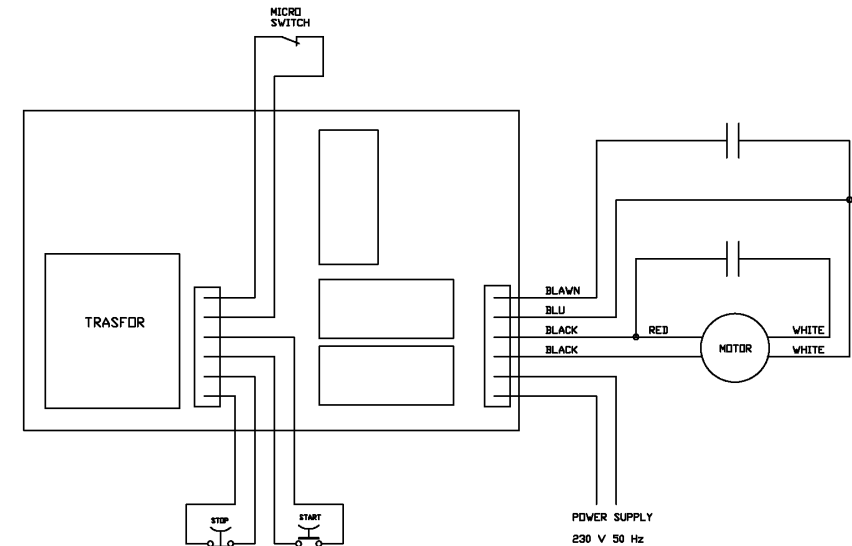 MICRO
SWITCH
TRASFOR
BLAWN
BLU
BLACK
RED
WHITE
BLACK
MOTOR
WHITE
STOP
START
POWER SUPPLY
230 V 50 Hz